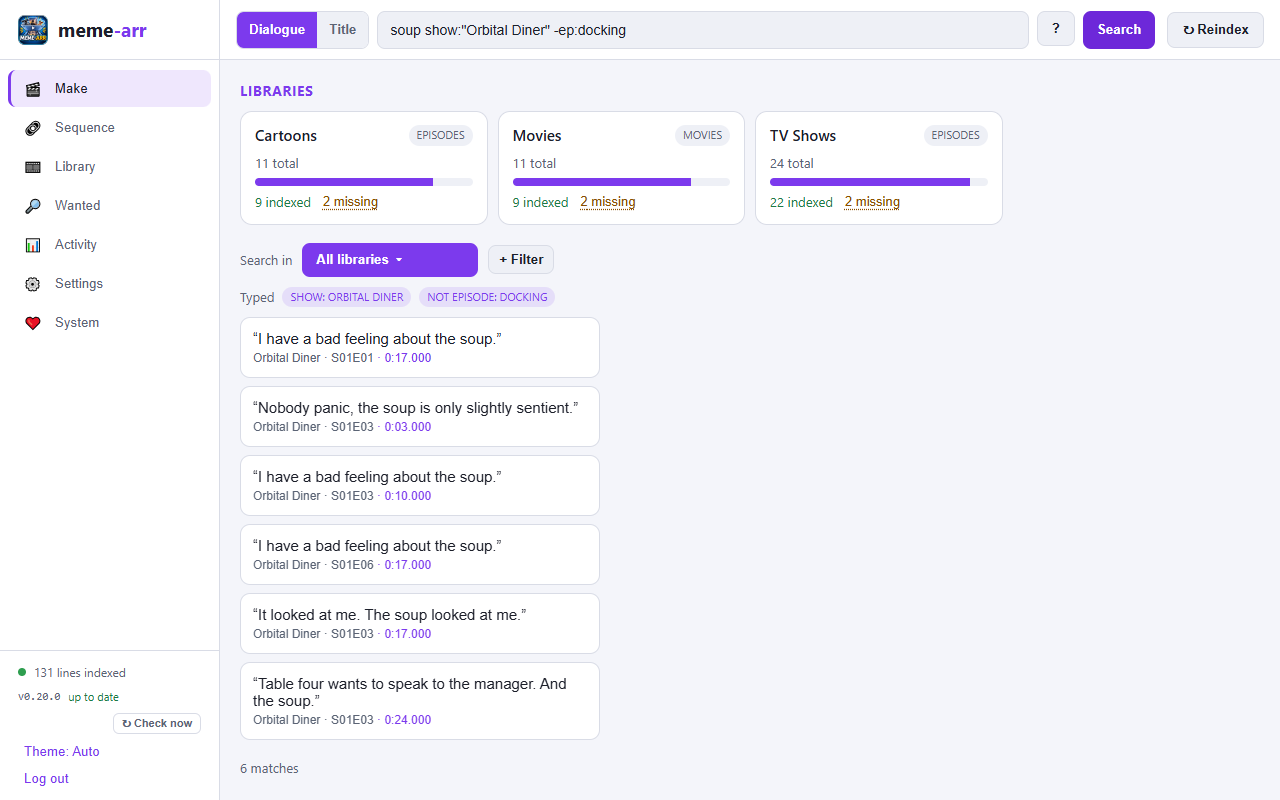 meme-arr
Dialogue Title soup show:"Orbital Diner" -ep:docking ? Search ↻ Reindex
Make
Sequence
Library
Wanted
Activity
Settings
System
131 lines indexed
v0.20.0 up to date
↻ Check now
Theme: Auto
Log out
LIBRARIES
Cartoons EPISODES
11 total
9 indexed 2 missing
Movies MOVIES
11 total
9 indexed 2 missing
TV Shows EPISODES
24 total
22 indexed 2 missing
Search in All libraries + Filter
Typed SHOW: ORBITAL DINER NOT EPISODE: DOCKING
“I have a bad feeling about the soup.”
Orbital Diner · S01E01 · 0:17.000
“Nobody panic, the soup is only slightly sentient.”
Orbital Diner · S01E03 · 0:03.000
“I have a bad feeling about the soup.”
Orbital Diner · S01E03 · 0:10.000
“I have a bad feeling about the soup.”
Orbital Diner · S01E06 · 0:17.000
“It looked at me. The soup looked at me.”
Orbital Diner · S01E03 · 0:17.000
“Table four wants to speak to the manager. And
the soup.”
Orbital Diner · S01E03 · 0:24.000
6 matches